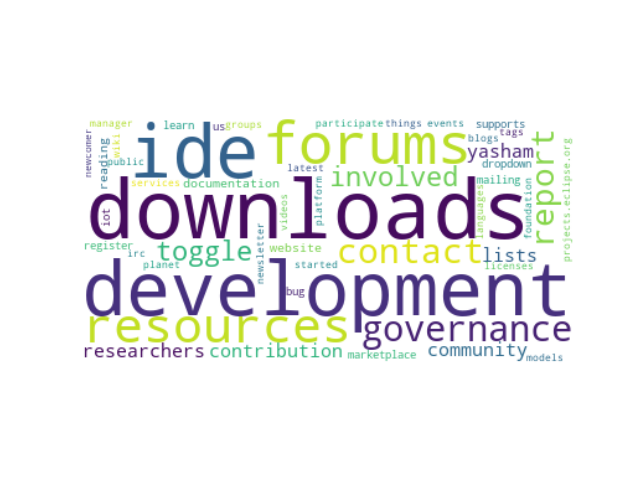 manager
learn
us
groups
participate
things
events
supports
tags
newcomer
wiki
reading
public
ide
forums
blogs
yasham
dropdown
report
projects.eclipse.org
services
documentation
latest
platform
involved
mailing
languages
foundation
iot
downloads
videos
register
irc
toggle
newsletter
website
contact
lists
planet
started
licenses
development
bug
resources
governance
researchers
contribution
marketplace
community
models